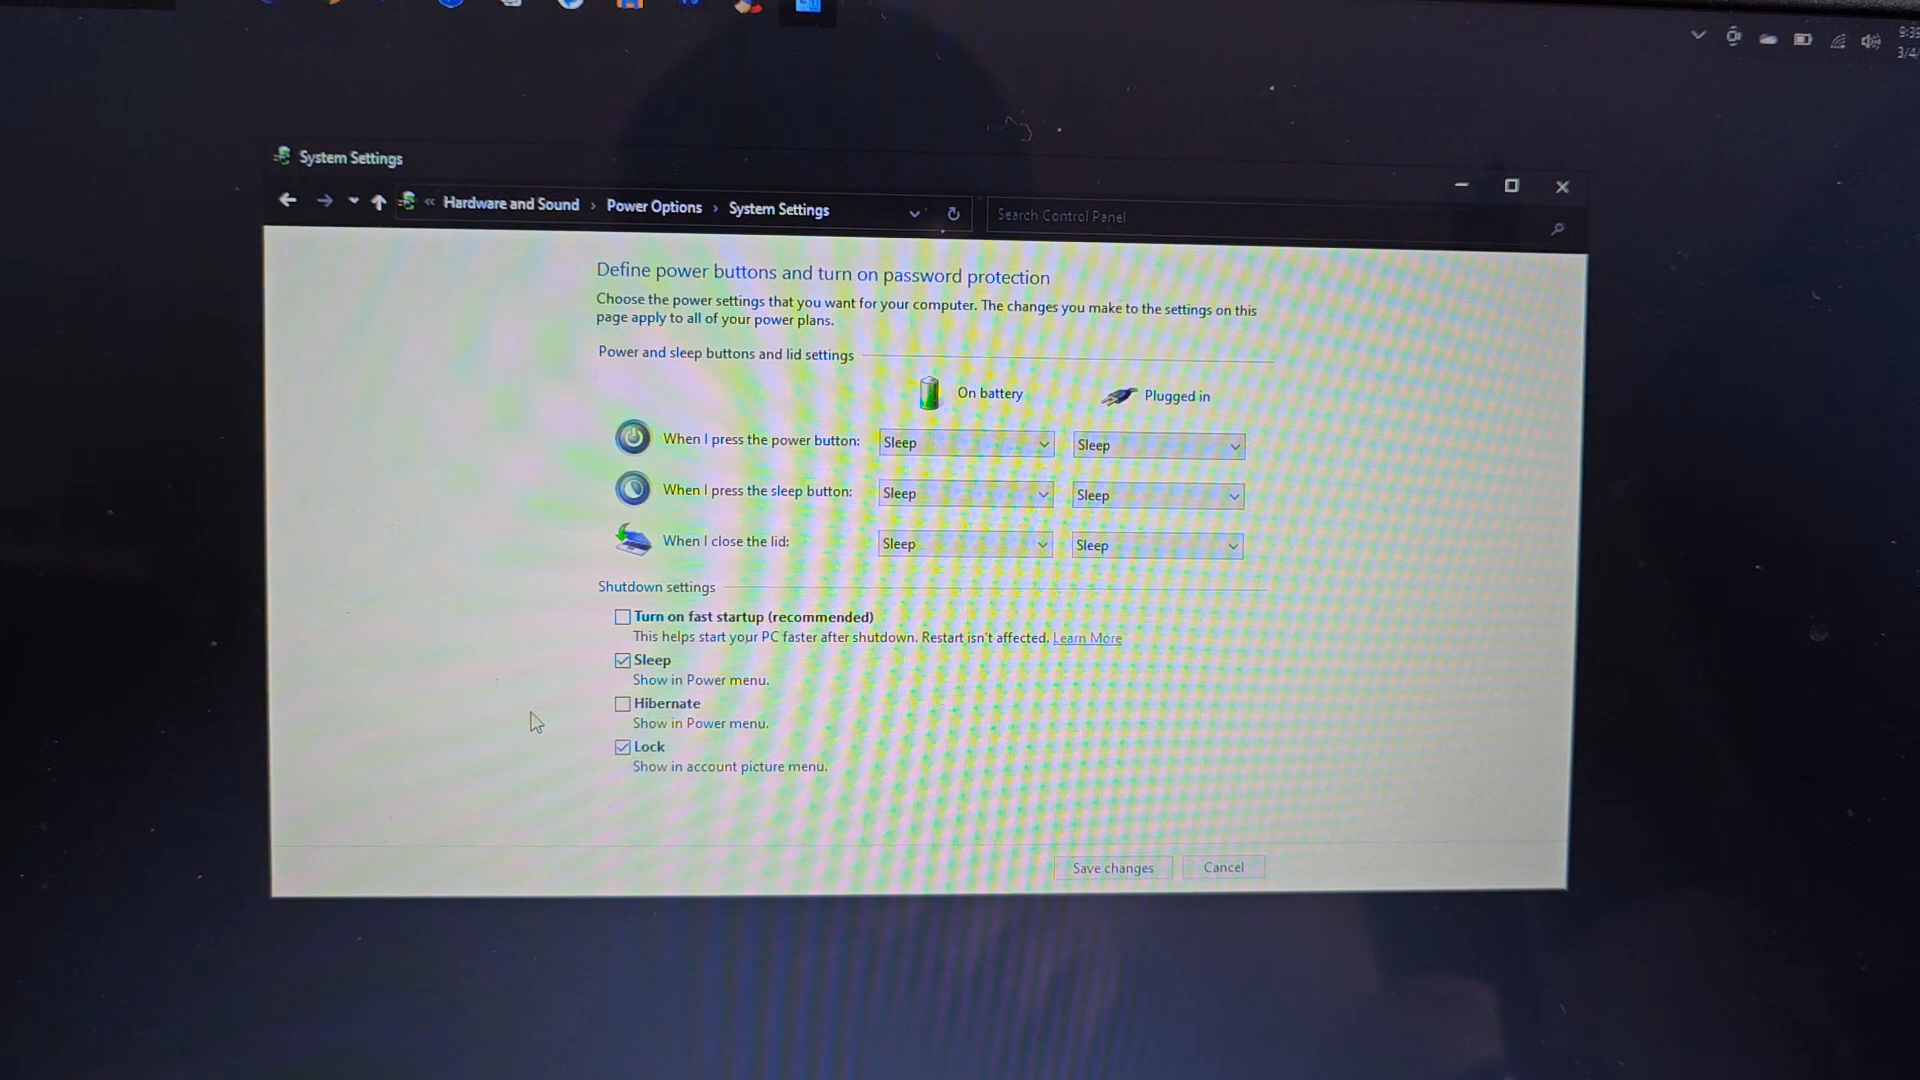 System Settings
« Hardware and Sound › Power Options › System Settings
Search Control Panel
Define power buttons and turn on password protection
Choose the power settings that you want for your computer. The changes you make to the settings on this
page apply to all of your power plans.
Power and sleep buttons and lid settings
On battery
Plugged in
When I press the power button: Sleep Sleep
When I press the sleep button: Sleep Sleep
When I close the lid: Sleep Sleep
Shutdown settings
Turn on fast startup (recommended)
This helps start your PC faster after shutdown. Restart isn't affected. Learn More
Sleep
Show in Power menu.
Hibernate
Show in Power menu.
Lock
Show in account picture menu.
Save changes Cancel